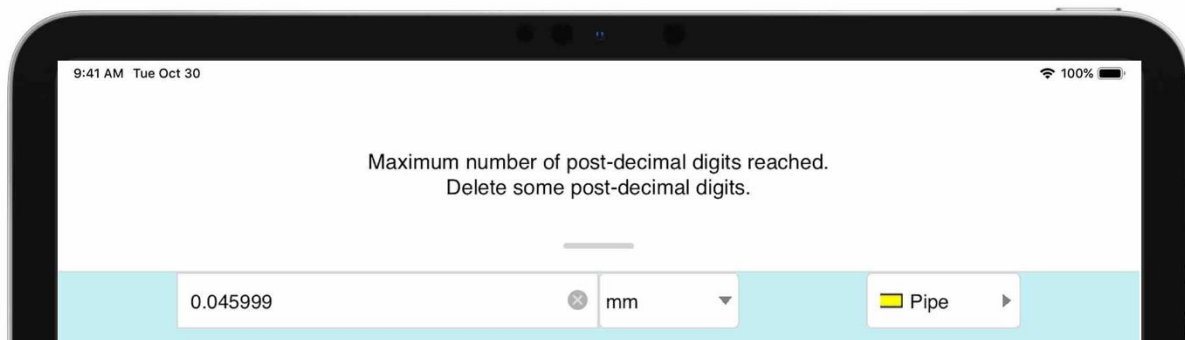 9:41 AM Tue Oct 30
100%
Maximum number of post-decimal digits reached.
Delete some post-decimal digits.
0.045999
mm
Pipe